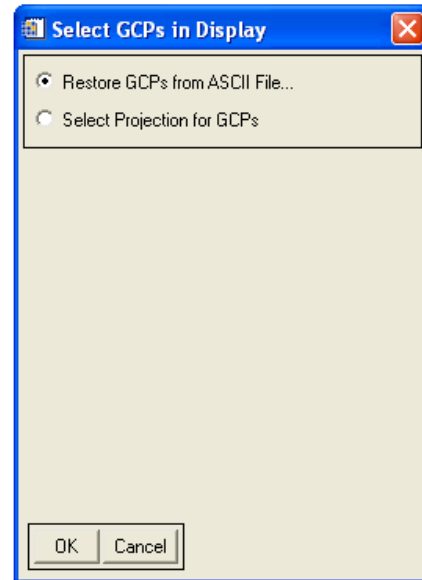 Select GCPs in Display
Restore GCPs from ASCII File...
Select Projection for GCPs
OK Cancel